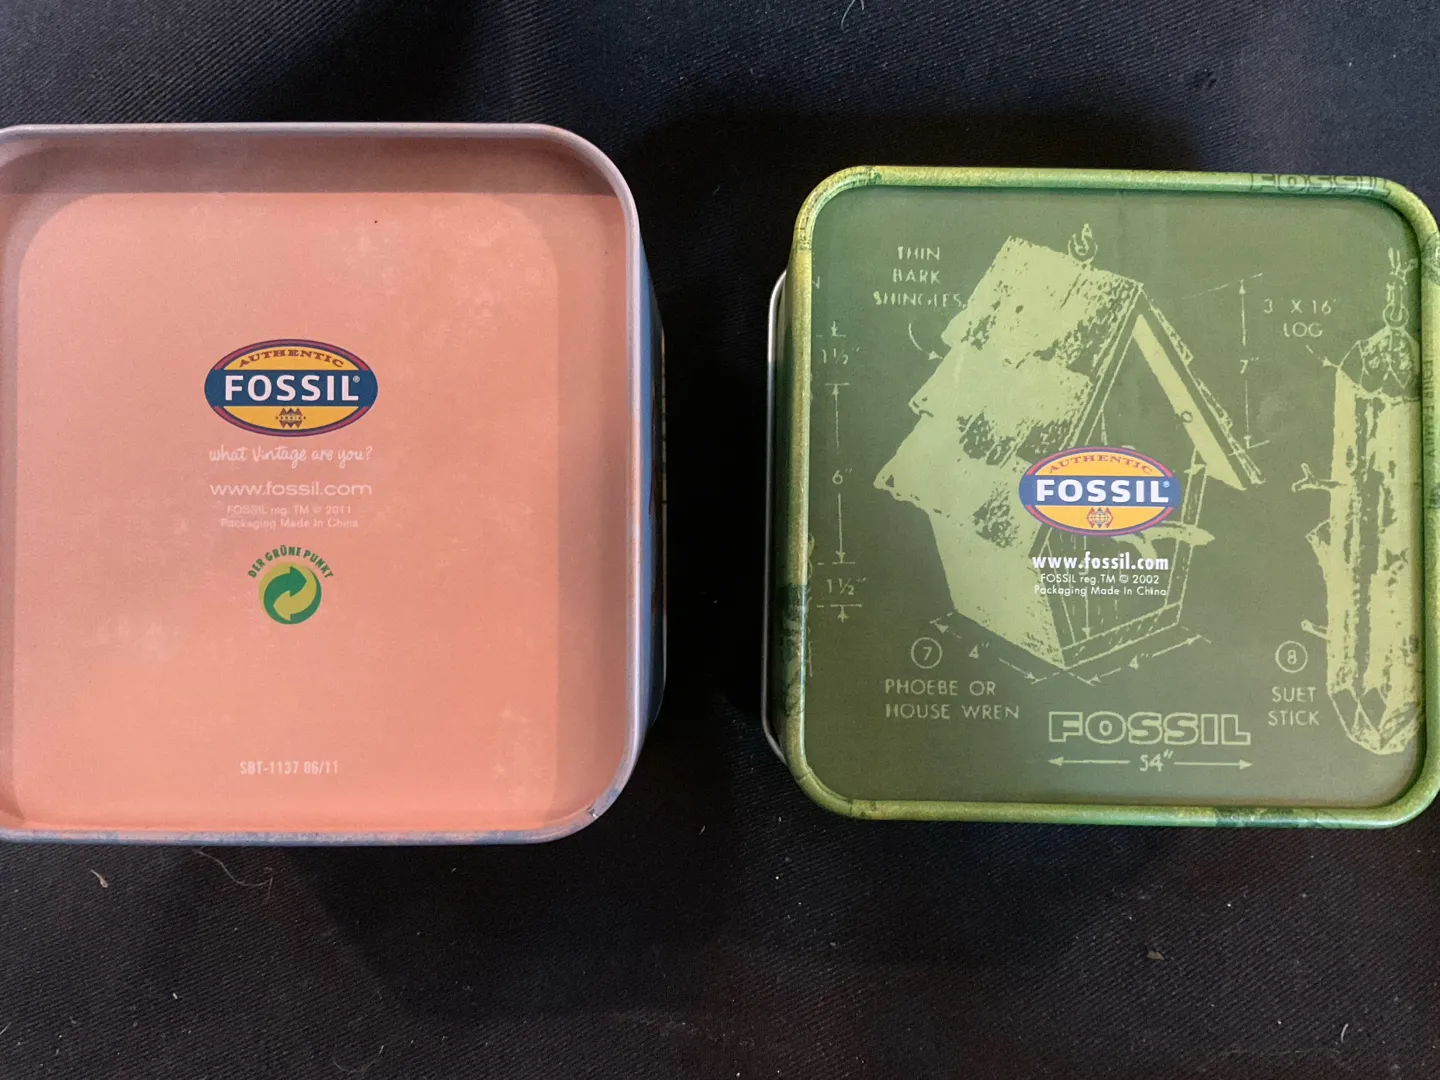 AUTHENTIC
FOSSIL®
what Vintage are you?
www.fossil.com
FOSSIL reg. TM © 2011
Packaging Made In China
DER GRÜNE PUNKT
SBT-1137 06/11
FOSSIL
THIN
BARK
SHINGLES
3 X 16"
LOG
1½"
7"
6"
AUTHENTIC
FOSSIL®
www.fossil.com
FOSSIL reg. TM © 2002
Packaging Made In China
1½"
7 4"
4"
8
PHOEBE OR
HOUSE WREN
SUET
STICK
FOSSIL
54"